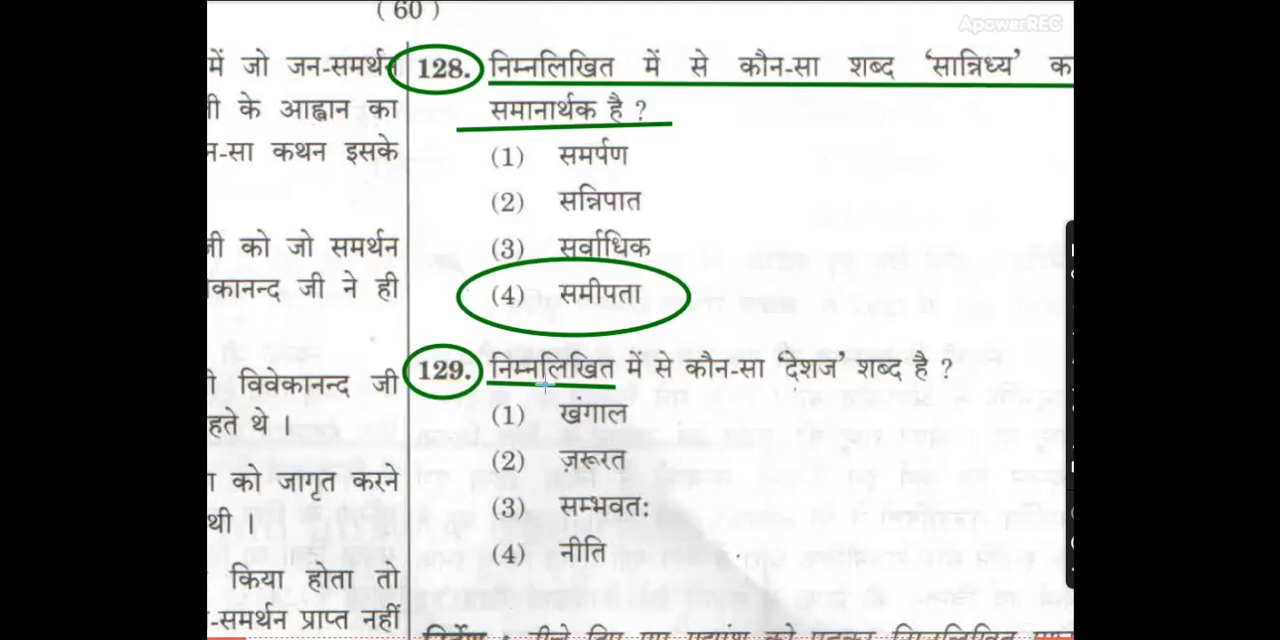 ( 60 )
ApowerREC
में जो जन-समर्थन
के आह्वान का
कथन इसके
को जो समर्थन
जी ने ही
विवेकानन्द जी
थे ।
को जागृत करने
थी ।
किया होता तो
-समर्थन प्राप्त नहीं
128. निम्नलिखित में से कौन-सा शब्द ‘सान्निध्य’
समानार्थक है ?
(1) समर्पण
(2) सन्निपात
(3) सर्वाधिक
(4) समीपता
129. निम्नलिखित में से कौन-सा ‘देशज’ शब्द है ?
(1) खंगाल
(2) ज़रूरत
(3) सम्भवतः
(4) नीति